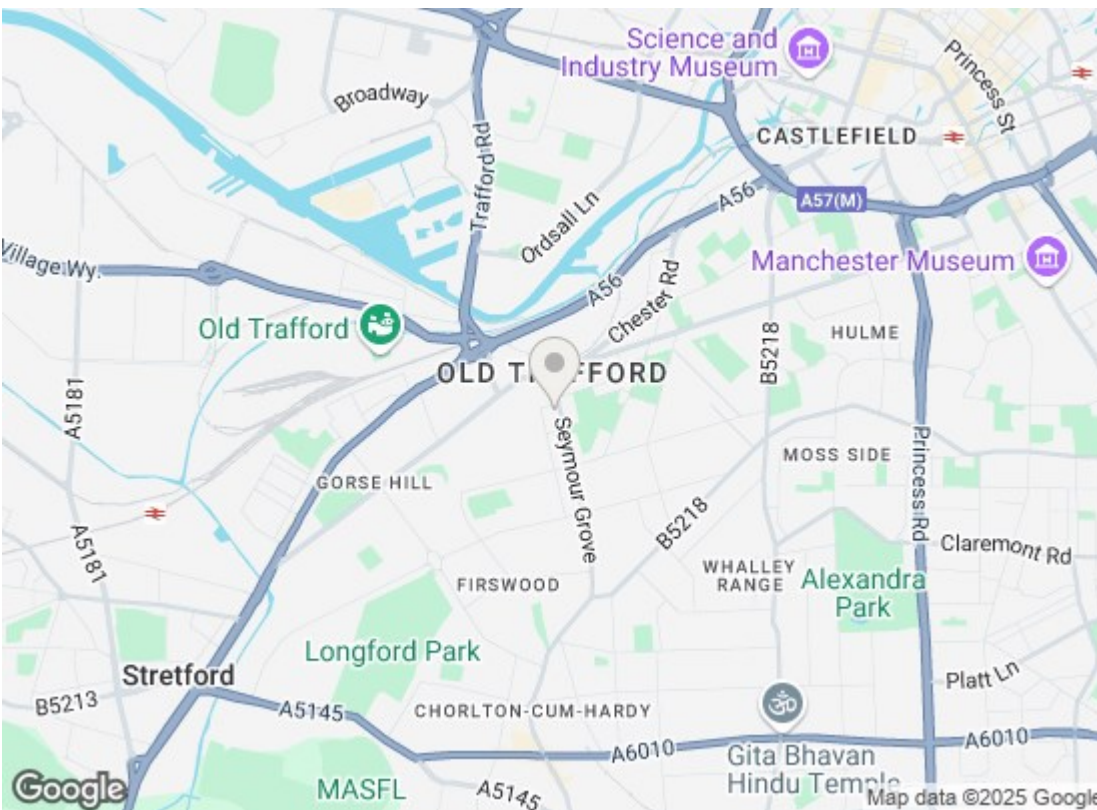 Science and
Industry Museum
Princess St
Broadway
CASTLEFIELD
Trafford Rd
A56
A57(M)
Ordsall Ln
Village Wy.
Manchester Museum
A56
Chester Rd
Old Trafford
HULME
B5218
OLD TR FFORD
A5181
Seymour Grove
Princess Rd
MOSS SIDE
GORSE HILL
B5218
A5181
Claremont Rd
WHALLEY
RANGE
FIRSWOOD
Alexandra
Park
Longford Park
Stretford
Platt Ln
B5213
A5145
CHORLTON-CUM-HARDY
ॐ
A6010
A6010
Gita Bhavan
Hindu Temple
MASFL
A5145
Google
Map data ©2025 Google